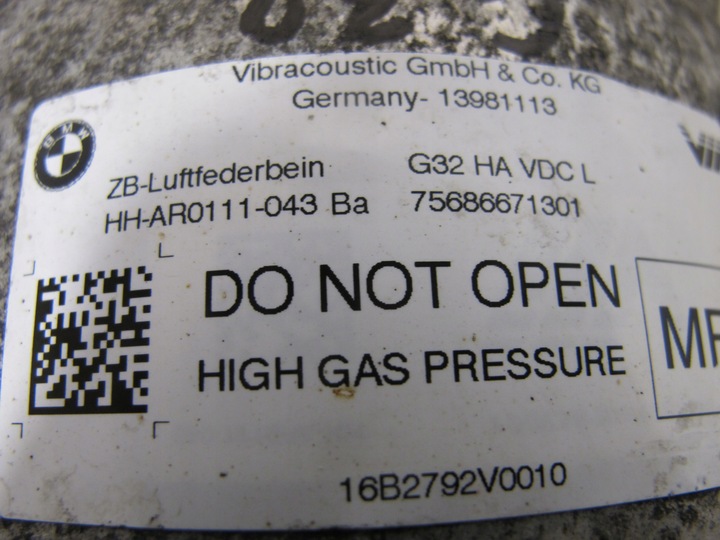 Vibracoustic GmbH & Co. KG
Germany- 13981113
BMW
ZB-Luftfederbein G32 HA VDC L
HH-AR0111-043 Ba 75686671301
DO NOT OPEN
HIGH GAS PRESSURE
16B2792V0010